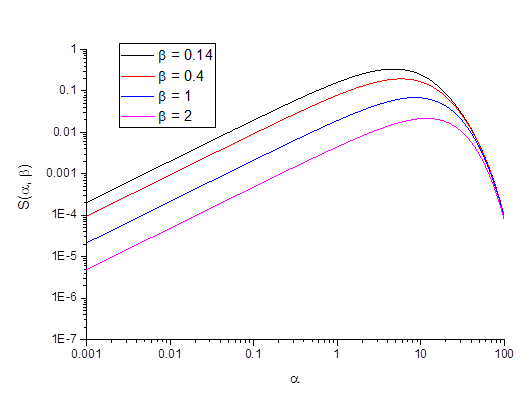 β = 0.14
β = 0.4
β = 1
β = 2
1
0.1
0.01
0.001
1E-4
1E-5
1E-6
1E-7
S(α, β)
0.001
0.01
0.1
1
10
100
α